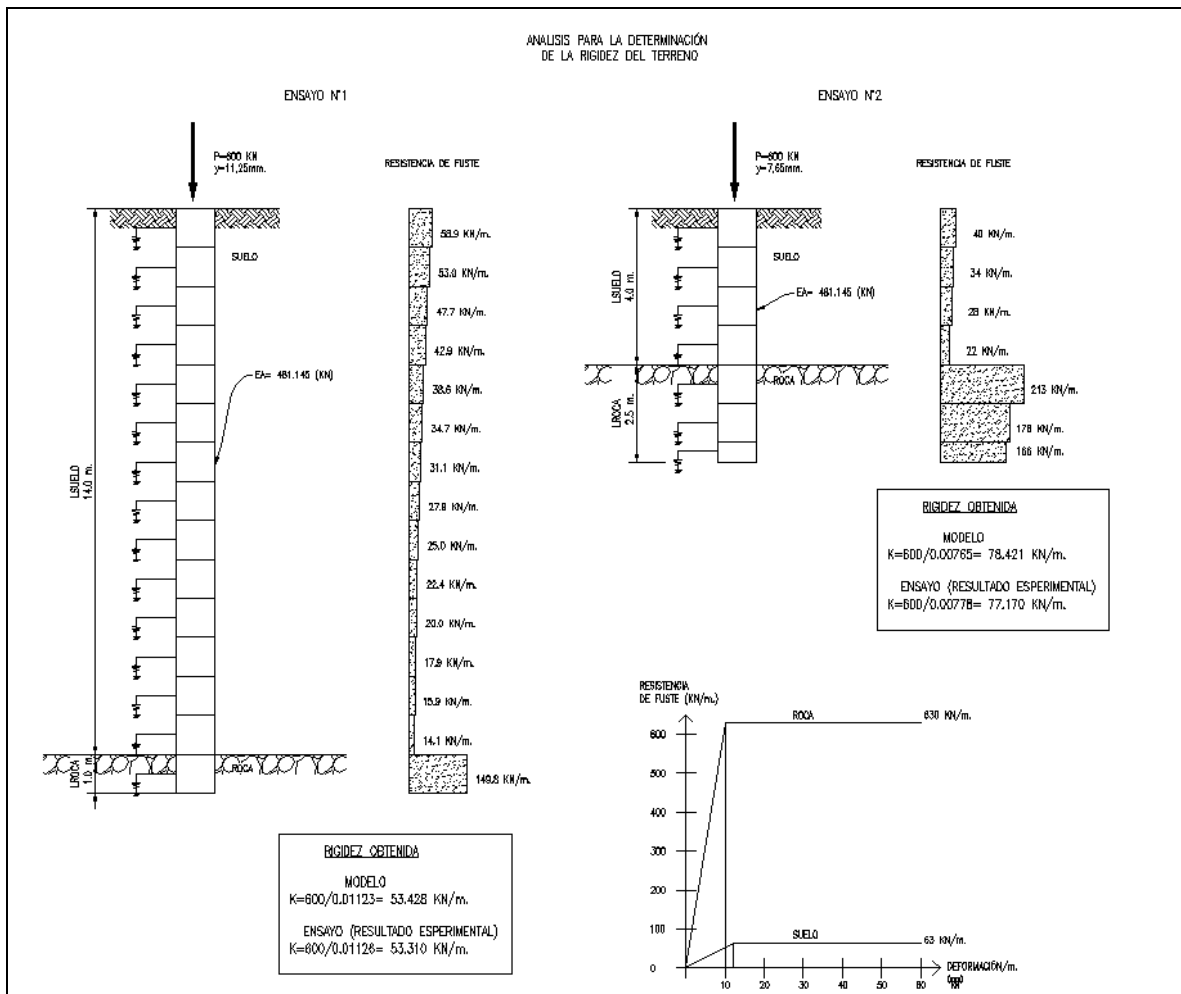 ANALISIS PARA LA DETERMINACIÓN
DE LA RIGIDEZ DEL TERRENO
ENSAYO N°1
P=600 KN
y=11,25mm.
RESISTENCIA DE FUSTE
SUELO
LSUELO
14.0 m.
EA= 461.145 (KN)
58.9 KN/m.
53.0 KN/m.
47.7 KN/m.
42.9 KN/m.
38.6 KN/m.
34.7 KN/m.
31.1 KN/m.
27.8 KN/m.
25.0 KN/m.
22.4 KN/m.
20.0 KN/m.
17.9 KN/m.
15.9 KN/m.
14.1 KN/m.
LROCA
1.0 m.
ROCA
149.8 KN/m.
RIGIDEZ OBTENIDA
MODELO
K=600/0.01123= 53.428 KN/m.
ENSAYO (RESULTADO ESPERIMENTAL)
K=600/0.01126= 53.310 KN/m.
ENSAYO N°2
P=600 KN
y=7,65mm.
RESISTENCIA DE FUSTE
SUELO
LSUELO
4.0 m.
EA= 461.145 (KN)
40 KN/m.
34 KN/m.
28 KN/m.
22 KN/m.
LROCA
2.5 m.
ROCA
213 KN/m.
178 KN/m.
166 KN/m.
RIGIDEZ OBTENIDA
MODELO
K=600/0.00765= 78.421 KN/m.
ENSAYO (RESULTADO ESPERIMENTAL)
K=600/0.00778= 77.170 KN/m.
RESISTENCIA
DE FUSTE (KN/m.)
600
500
400
300
200
100
0
ROCA
630 KN/m.
SUELO
63 KN/m.
10 20 30 40 50 60
DEFORMACIÓN/m.